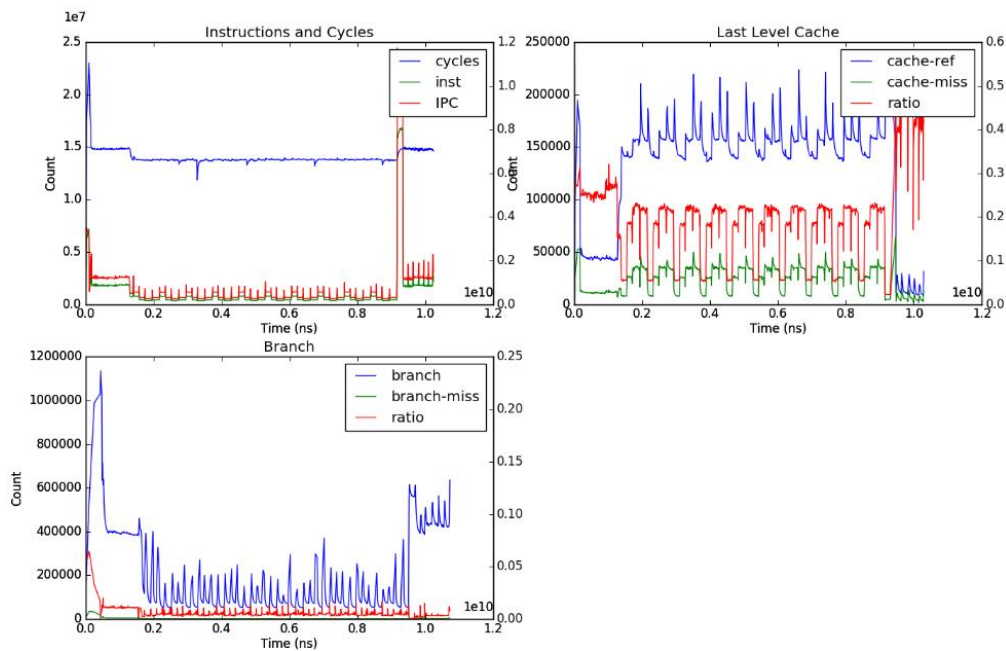 Instructions and Cycles
1e7
2.5
2.0
1.5
1.0
0.5
0.0
Count
1.2
1.0
0.8
0.6
0.4
0.2
0.0
cycles
inst
IPC
1e10
0.0 0.2 0.4 0.6 0.8 1.0 1.2
Time (ns)
Last Level Cache
250000
200000
150000
100000
50000
0
Count
0.6
0.5
0.4
0.3
0.2
0.1
0.0
cache-ref
cache-miss
ratio
1e10
0.0 0.2 0.4 0.6 0.8 1.0 1.2
Time (ns)
Branch
1200000
1000000
800000
600000
400000
200000
0
Count
0.25
0.20
0.15
0.10
0.05
0.00
branch
branch-miss
ratio
1e10
0.0 0.2 0.4 0.6 0.8 1.0 1.2
Time (ns)